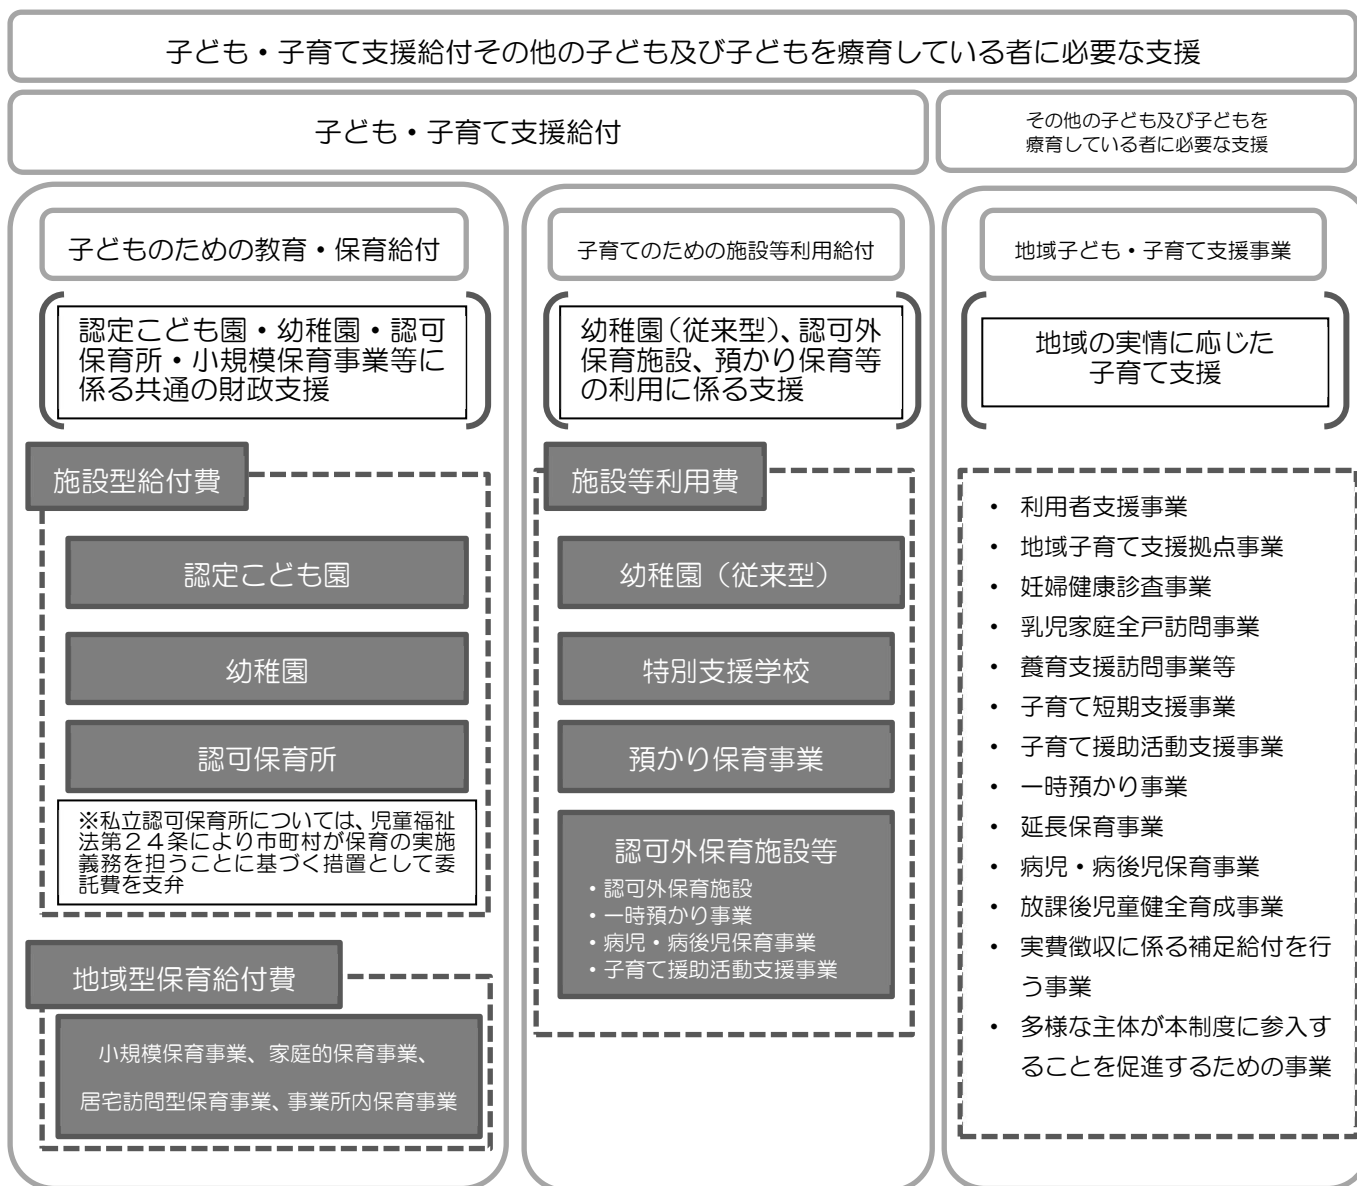 子ども・子育て支援給付その他の子ども及び子どもを療育している者に必要な支援
子ども・子育て支援給付
その他の子ども及び子どもを
療育している者に必要な支援
子どものための教育・保育給付
認定こども園・幼稚園・認可
保育所・小規模保育事業等に
係る共通の財政支援
施設型給付費
認定こども園
幼稚園
認可保育所
※私立認可保育所については、児童福祉
法第２４条により市町村が保育の実施
義務を担うことに基づく措置として委
託費を支弁
地域型保育給付費
小規模保育事業、家庭的保育事業、
居宅訪問型保育事業、事業所内保育事業
子育てのための施設等利用給付
幼稚園（従来型）、認可外
保育施設、預かり保育等
の利用に係る支援
施設等利用費
幼稚園（従来型）
特別支援学校
預かり保育事業
認可外保育施設等
・認可外保育施設
・一時預かり事業
・病児・病後児保育事業
・子育て援助活動支援事業
地域子ども・子育て支援事業
地域の実情に応じた
子育て支援
・ 利用者支援事業
・ 地域子育て支援拠点事業
・ 妊婦健康診査事業
・ 乳児家庭全戸訪問事業
・ 養育支援訪問事業等
・ 子育て短期支援事業
・ 子育て援助活動支援事業
・ 一時預かり事業
・ 延長保育事業
・ 病児・病後児保育事業
・ 放課後児童健全育成事業
・ 実費徴収に係る補足給付を行
う事業
・ 多様な主体が本制度に参入す
ることを促進するための事業